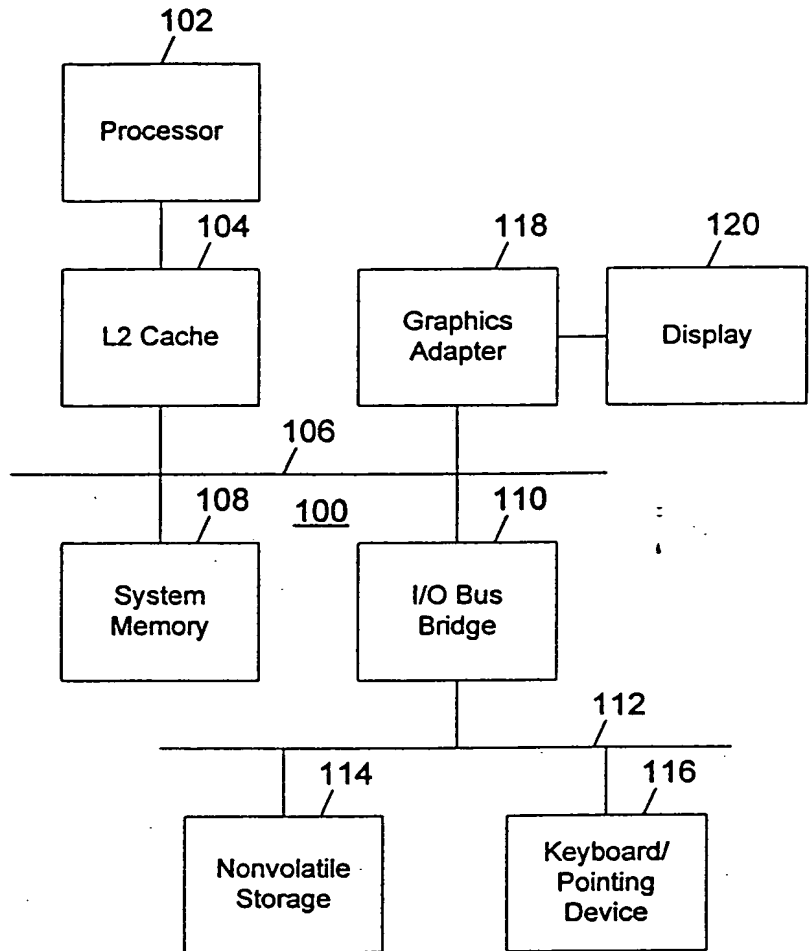 102
Processor
104
118
120
L2 Cache
Graphics
Adapter
Display
106
108
100
110
System
Memory
I/O Bus
Bridge
112
114
116
Nonvolatile
Storage
Keyboard/
Pointing
Device